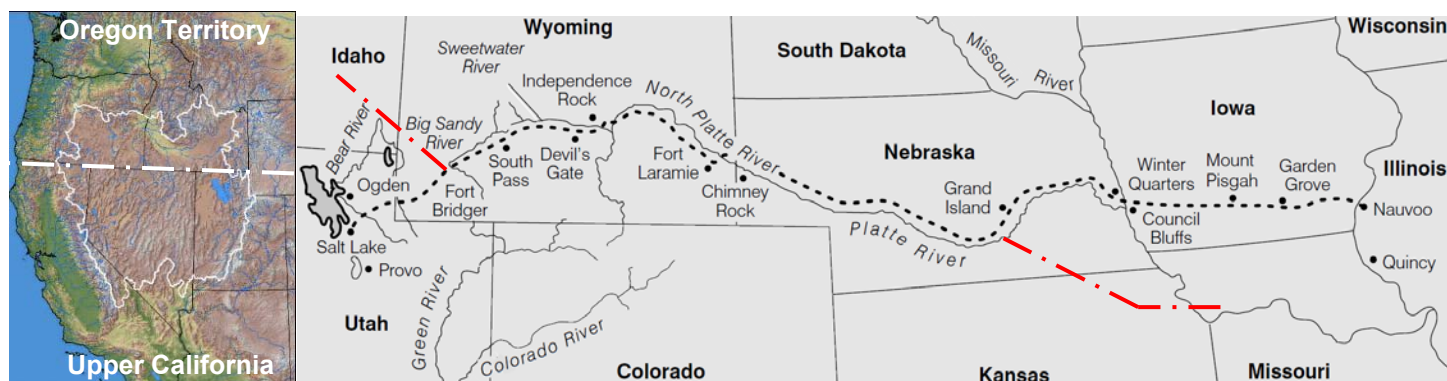 Oregon Territory
Upper California
Idaho
Wyoming
South Dakota
Wisconsin
Sweetwater
River
Independence
Rock
Missouri
River
Iowa
Bear River
Big Sandy
River
North Platte River
Nebraska
Illinois
Ogden
South
Pass
Devil's
Gate
Fort
Laramie
Chimney
Rock
Grand
Island
Winter
Quarters
Mount
Pisgah
Garden
Grove
Fort
Bridger
Council
Bluffs
Nauvoo
Salt Lake
Platte River
Provo
Quincy
Utah
Green River
Colorado River
Colorado
Kansas
Missouri